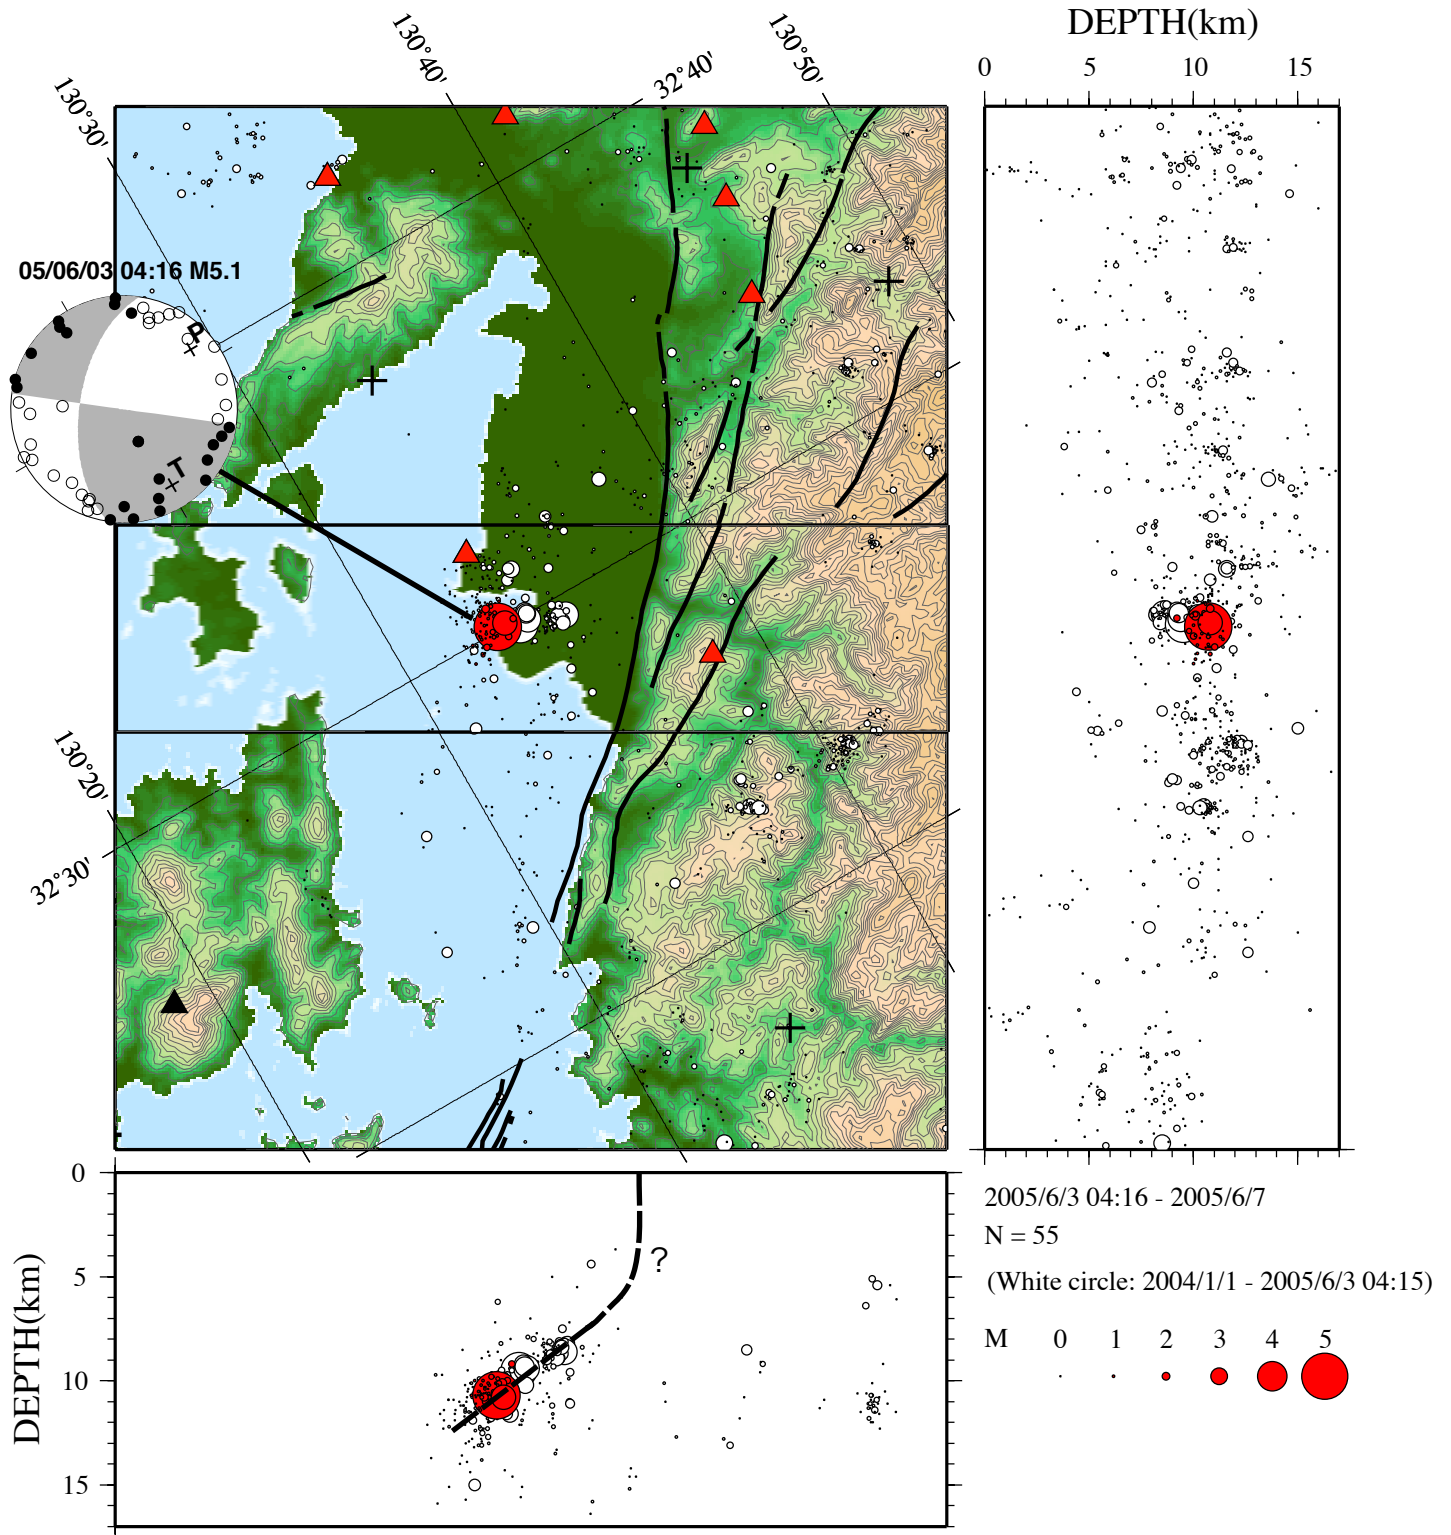 DEPTH(km)
0 5 10 15
130°30'
130°40'
32°40'
130°50'
05/06/03 04:16 M5.1
P
T
130°20'
32°30'
0
5
10
15
DEPTH(km)
?
2005/6/3 04:16 - 2005/6/7
N = 55
(White circle: 2004/1/1 - 2005/6/3 04:15)
M 0 1 2 3 4 5